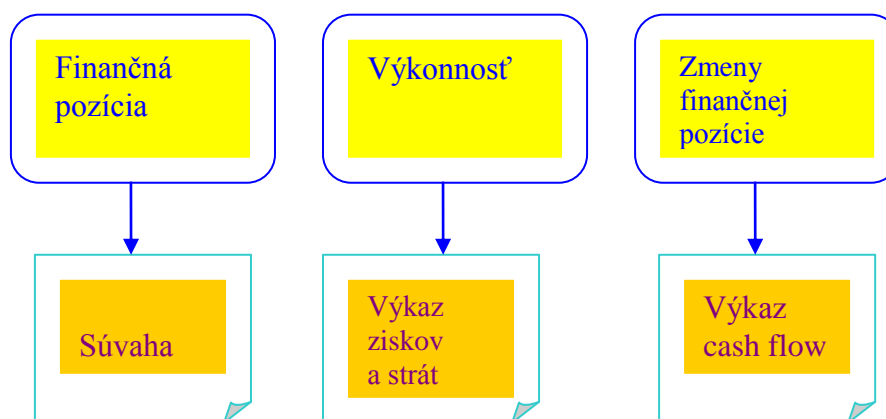 Finančná
pozícia
Výkonnosť
Zmeny
finančnej
pozície
Súvaha
Výkaz
ziskov
a strát
Výkaz
cash flow